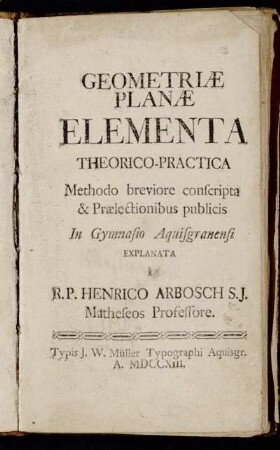 GEOMETRIÆ
PLANÆ
ELEMENTA
THEORICO-PRACTICA
Methodo breviore conſcripta
& Prælectionibus publicis
In Gymnaſio Aquiſgranenſi
EXPLANATA
à
R.P. HENRICO ARBOSCH S.J.
Matheſeos Profeſſore.
Typis J. W. Müller Typographi Aquisgr.
A. MDCCXIII.